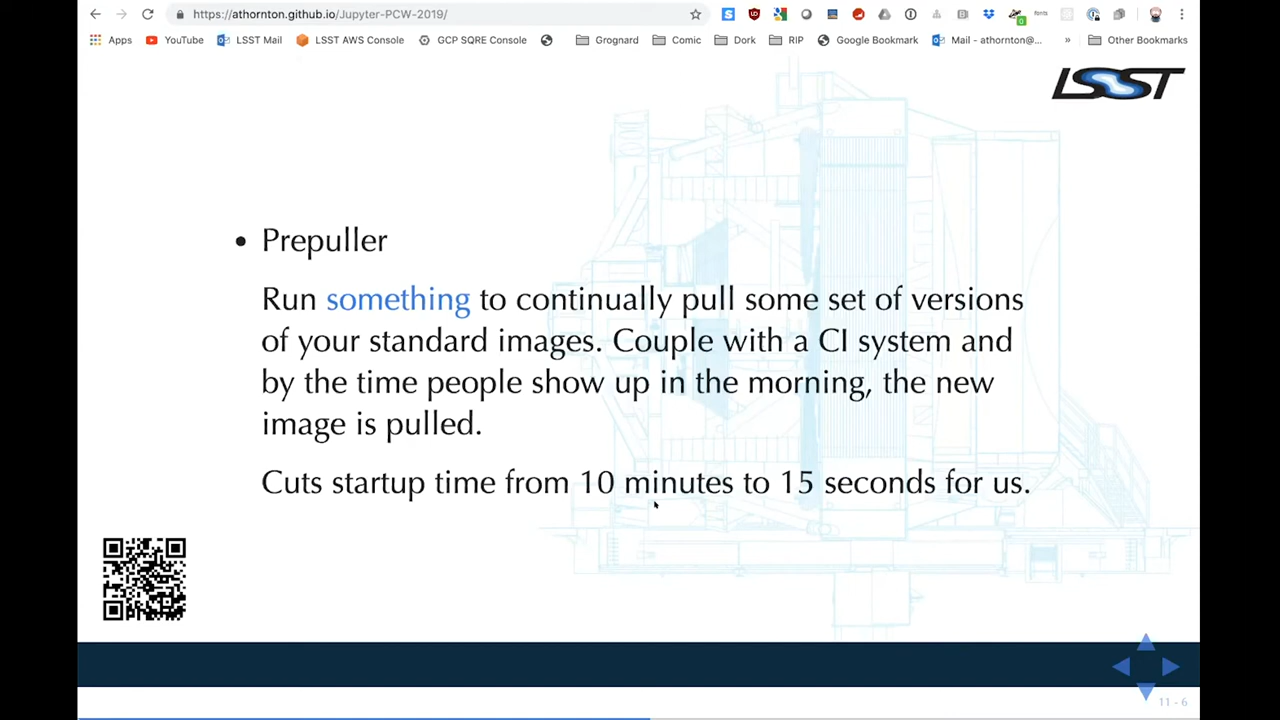 https://athornton.github.io/Jupyter-PCW-2019/
Apps YouTube LSST Mail LSST AWS Console GCP SQRE Console Grognard Comic Dork RIP Google Bookmark Mail - athornton@... » Other Bookmarks
LSST
• Prepuller
Run something to continually pull some set of versions
of your standard images. Couple with a CI system and
by the time people show up in the morning, the new
image is pulled.
Cuts startup time from 10 minutes to 15 seconds for us.
11 - 6